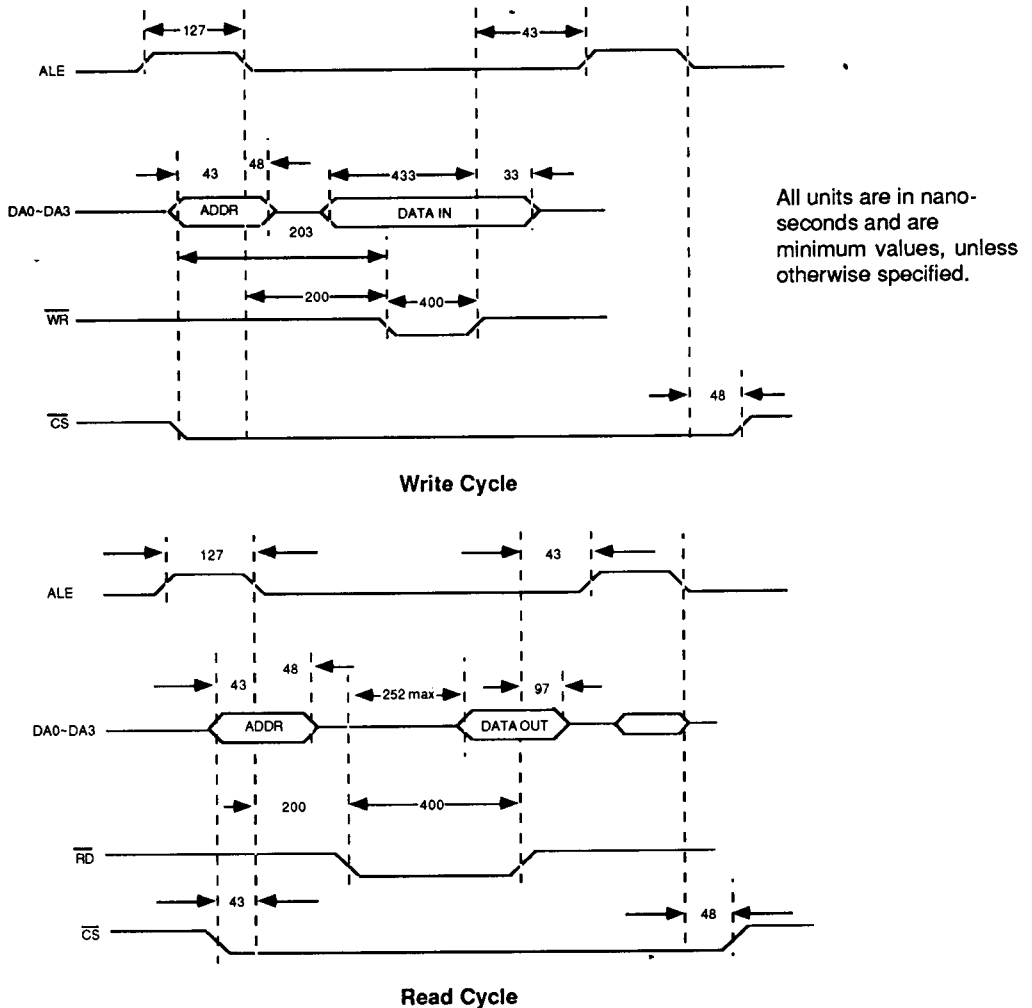 127
43
ALE
43
48
433
33
DA0~DA3
ADDR
DATA IN
203
200
400
WR
48
CS
All units are in nano-
seconds and are
minimum values, unless
otherwise specified.
Write Cycle
127
43
ALE
43
48
252 max
97
DA0~DA3
ADDR
DATA OUT
200
400
RD
43
48
CS
Read Cycle